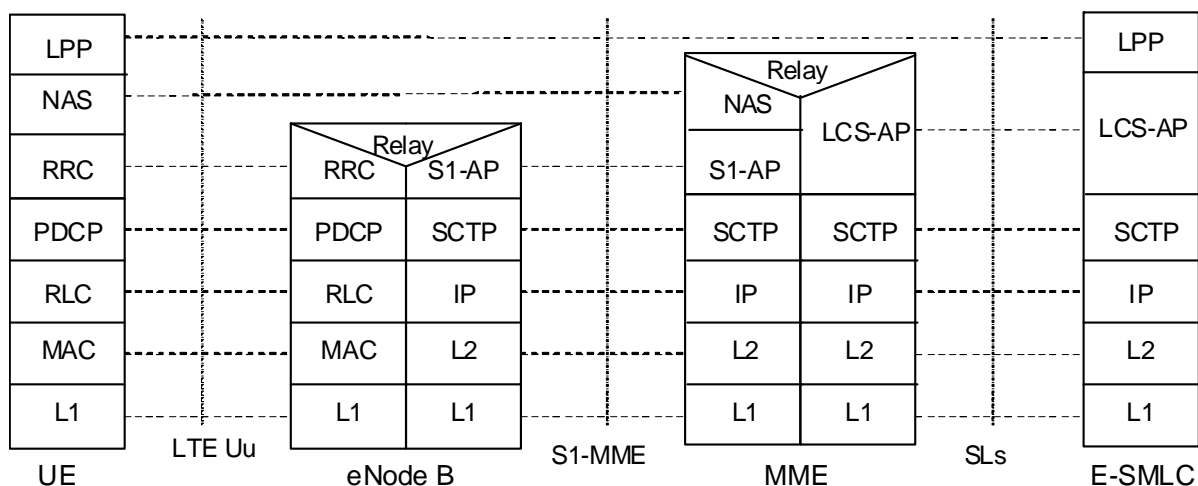 LPP
LPP
Relay
NAS
NAS
LCS-AP
LCS-AP
Relay
RRC
RRC
S1-AP
S1-AP
PDCP
PDCP
SCTP
SCTP
SCTP
SCTP
RLC
RLC
IP
IP
IP
IP
MAC
MAC
L2
L2
L2
L2
L1
L1
L1
L1
L1
L1
LTE Uu
S1-MME
SLs
UE
eNode B
MME
E-SMLC